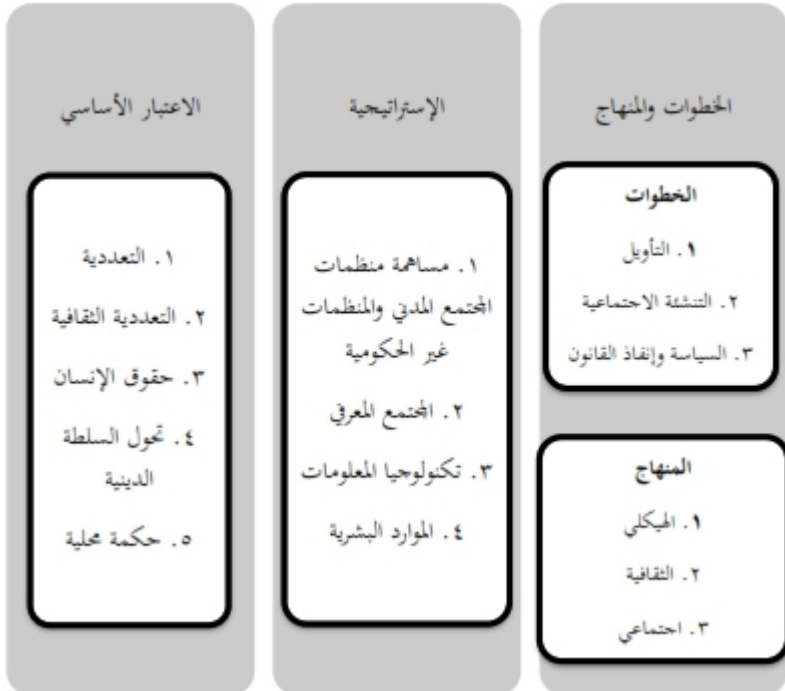 الخطوات والمنهاج
الخطوات
١. التأويل
٢. التنشئة الاجتماعية
٣. السياسة وإنفاذ القانون
المنهاج
١. الهيكلي
٢. الثقافية
٣. اجتماعي
الإستراتيجية
١. مساهمة منظمات
المجتمع المدني والمنظمات
غير الحكومية
٢. المجتمع المعرفي
٣. تكنولوجيا المعلومات
٤. الموارد البشرية
الاعتبار الأساسي
١. التعددية
٢. التعددية الثقافية
٣. حقوق الإنسان
٤. تحول السلطة
الدينية
٥. حكمة محلية